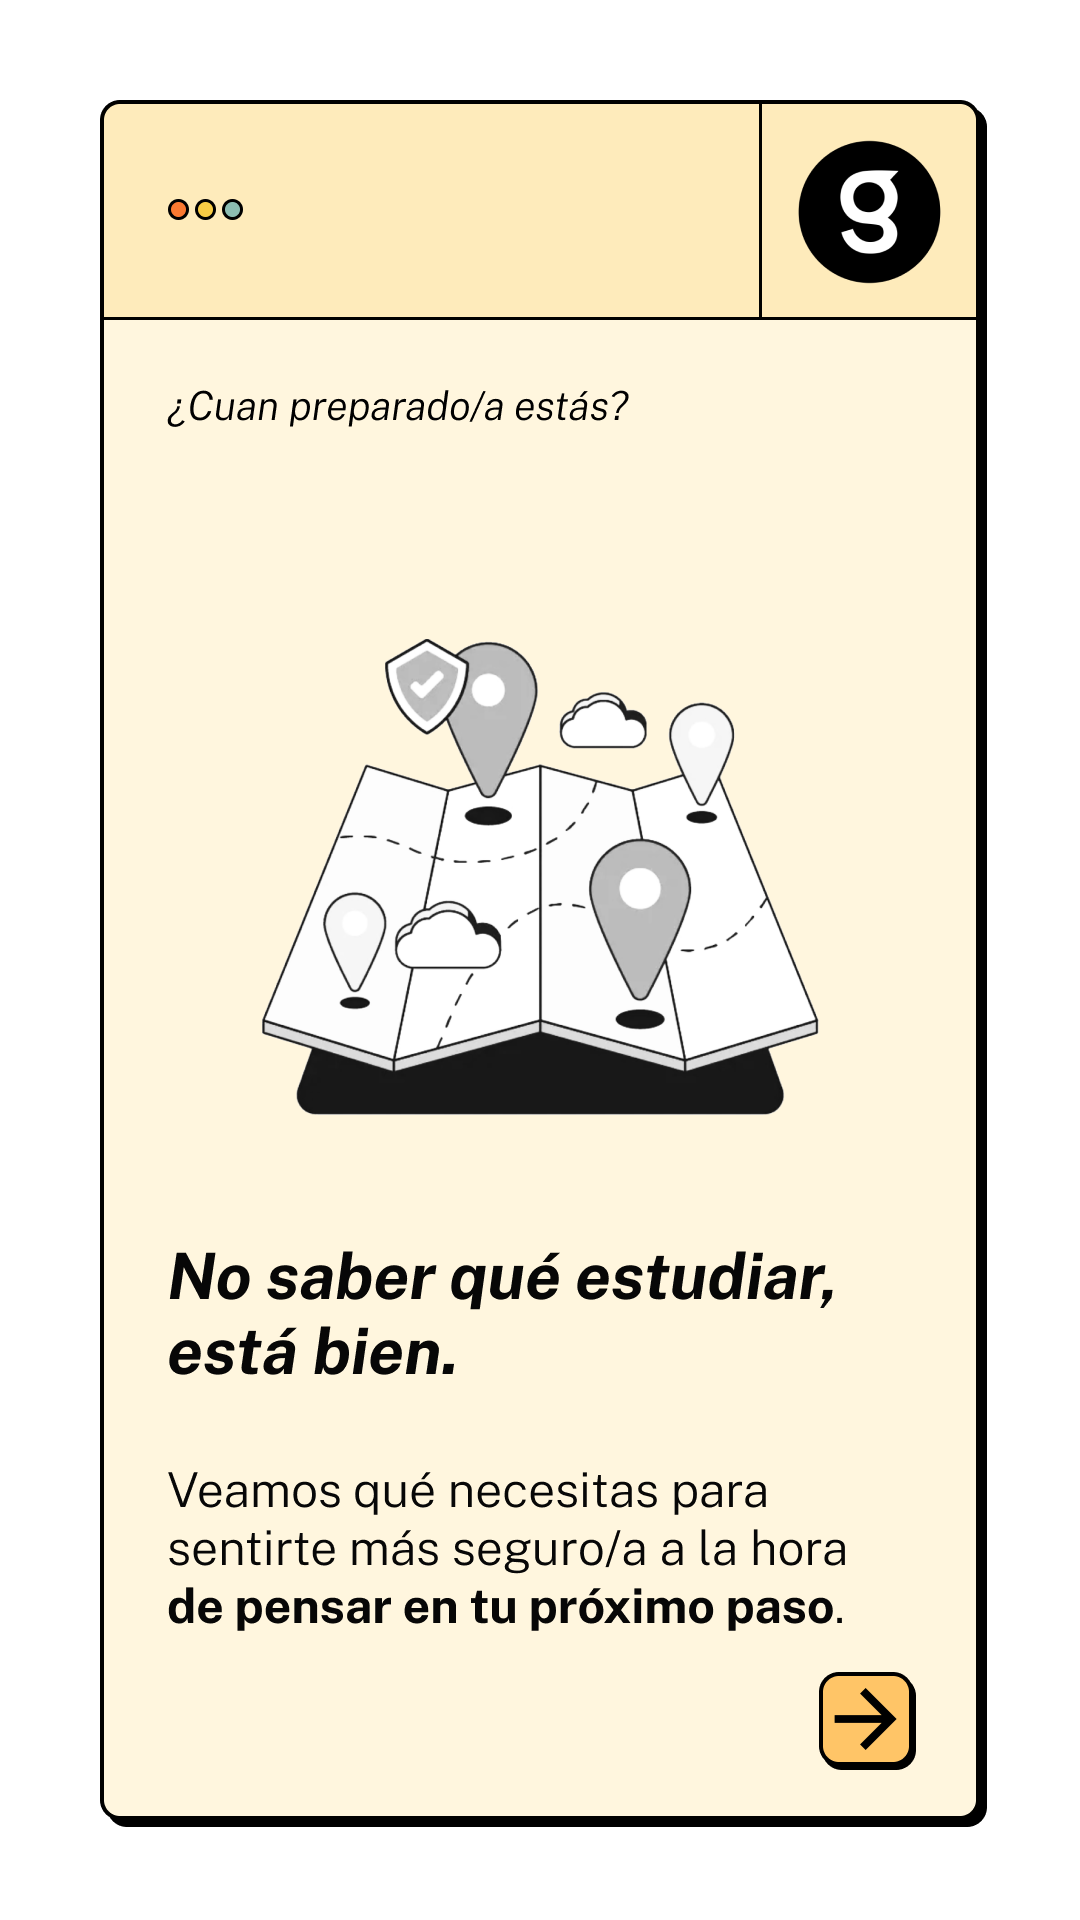 g
¿Cuan preparado/a estás?
No saber qué estudiar,
está bien.
Veamos qué necesitas para
sentirte más seguro/a a la hora
de pensar en tu próximo paso.